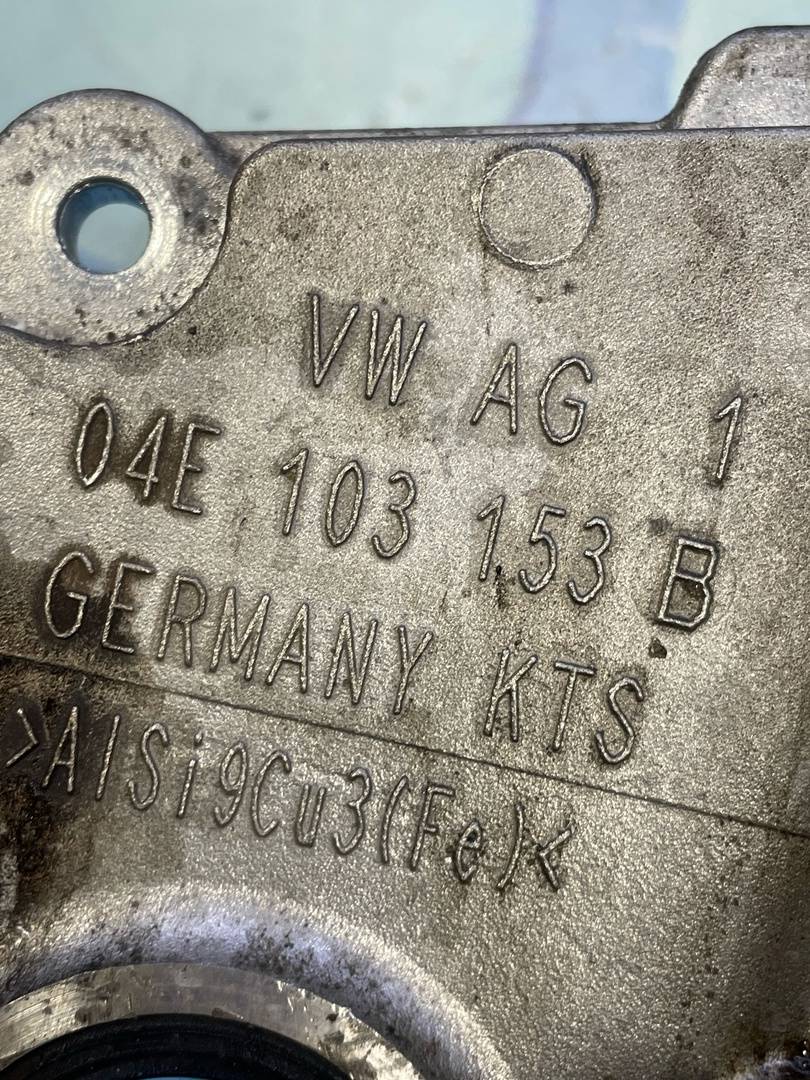 VW AG 1
04E 103 153 B
GERMANY KTS
>AlSi9Cu3(Fe)<